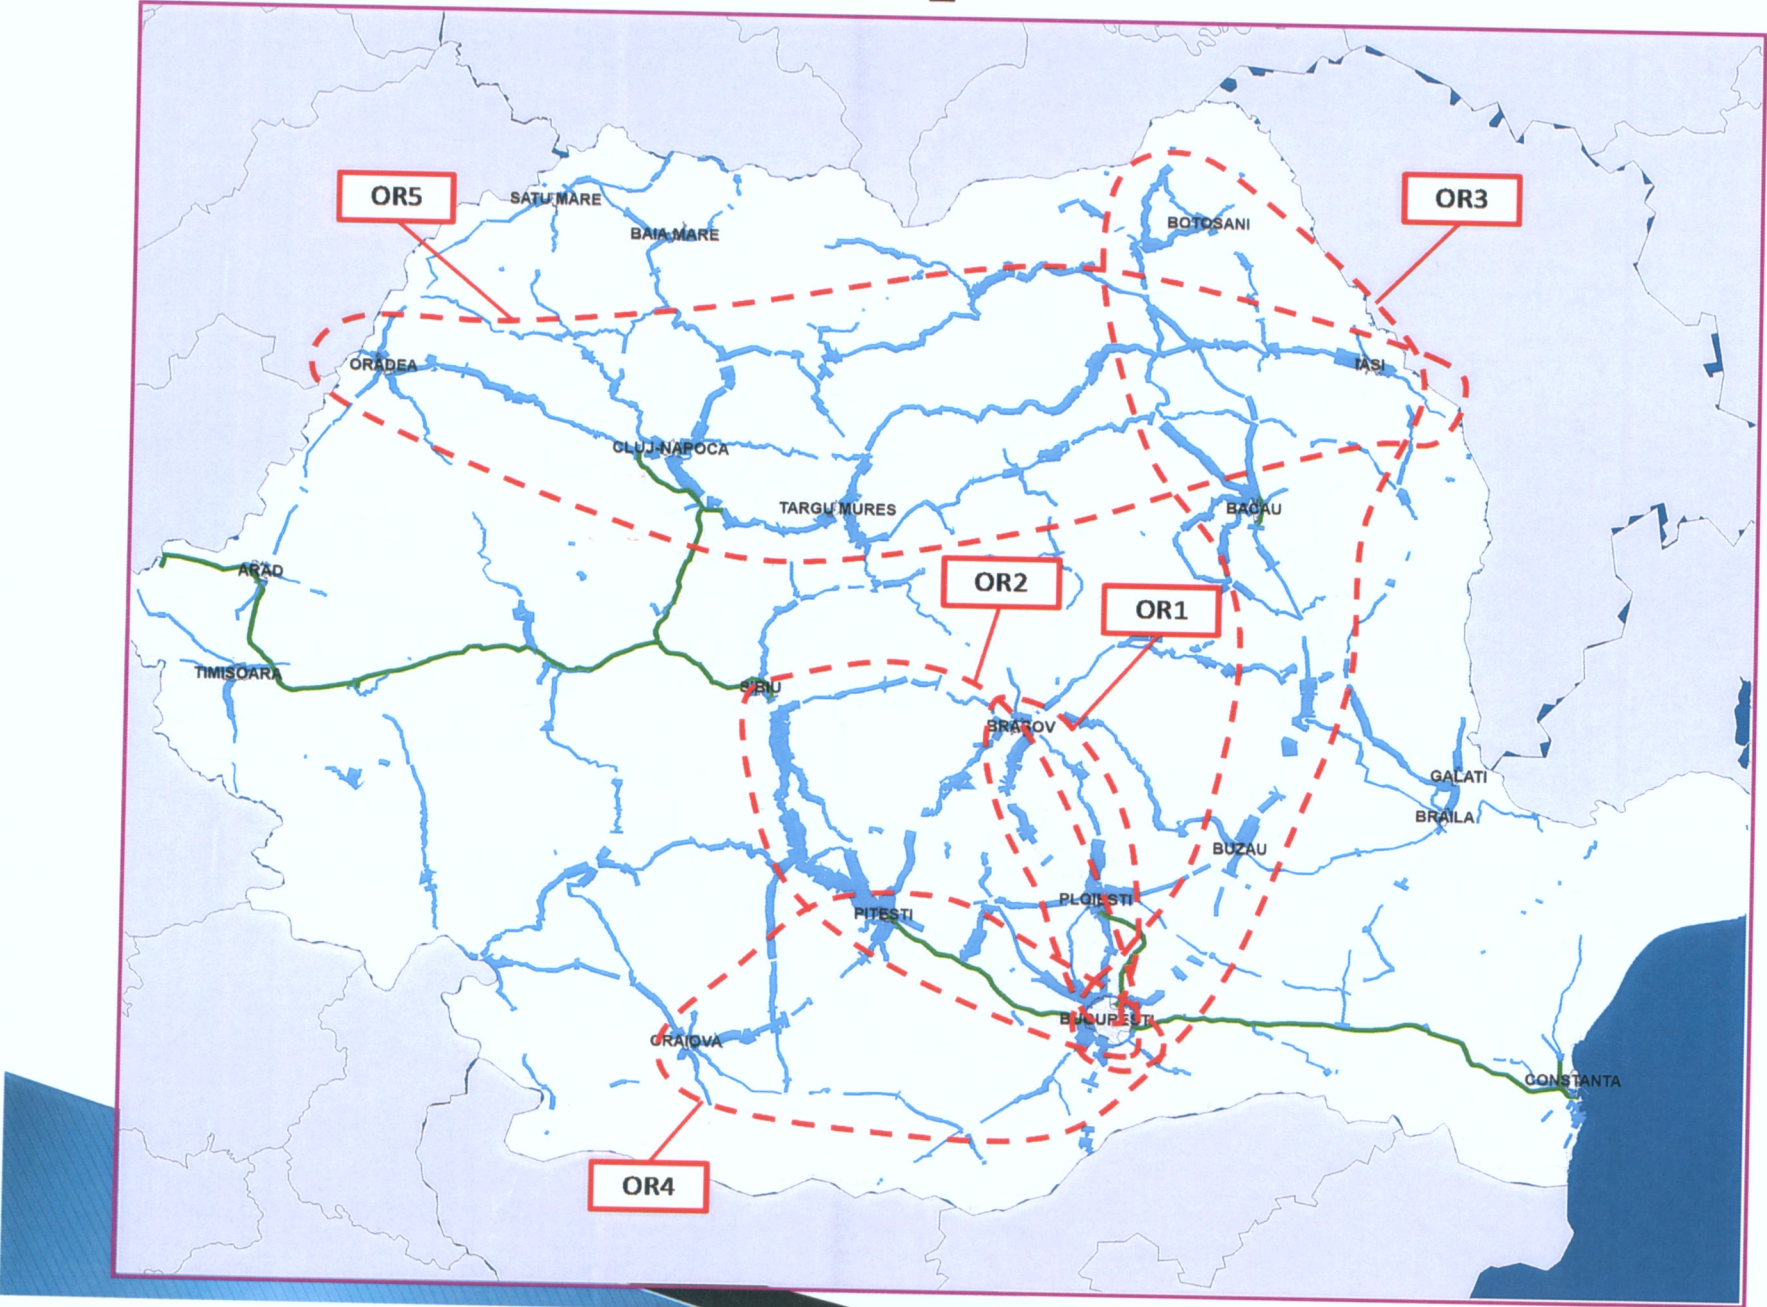 OR5
SATU MARE
OR3
BAIA MARE
BOTOSANI
ORADEA
IASI
CLUJ-NAPOCA
TARGU MURES
BACAU
ARAD
OR2
OR1
TIMISOARA
SIBIU
BRASOV
GALATI
BRAILA
BUZAU
PLOIESTI
PITESTI
BUCURESTI
CRAIOVA
CONSTANTA
OR4